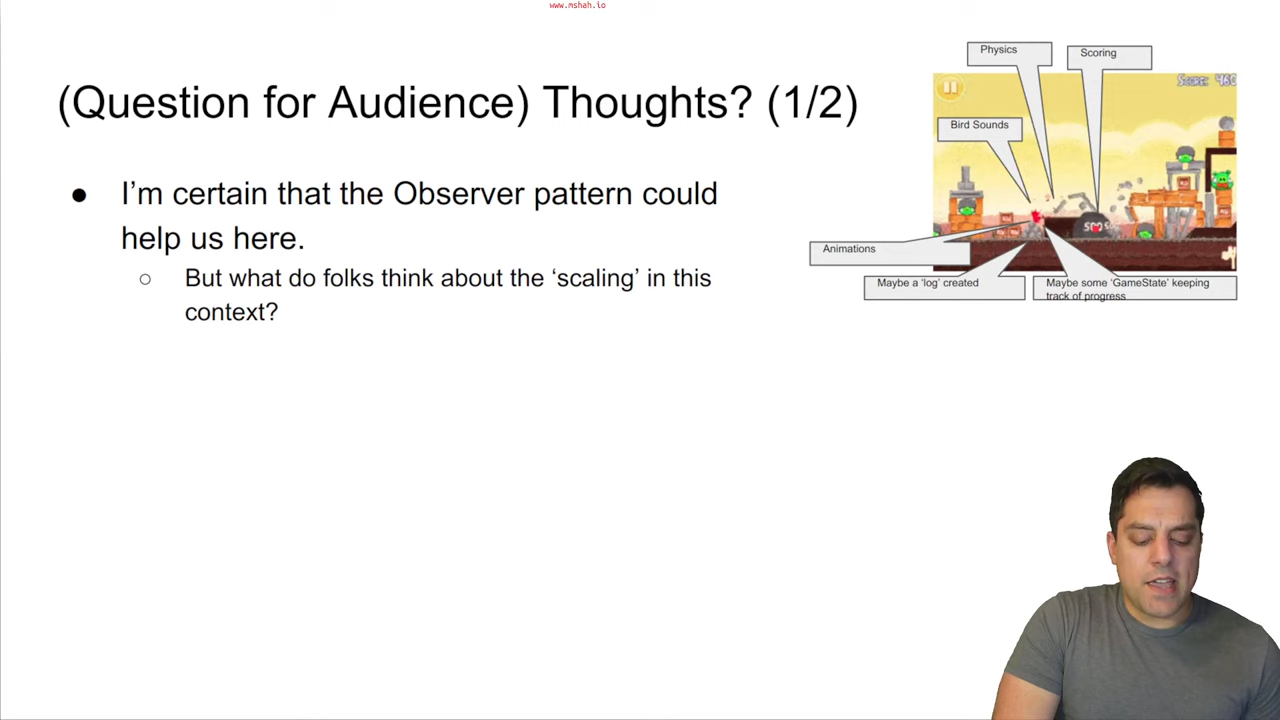 www.mshah.io
(Question for Audience) Thoughts? (1/2)
● I’m certain that the Observer pattern could
help us here.
○ But what do folks think about the ‘scaling’ in this
context?
Physics
Scoring
Bird Sounds
Animations
Maybe a ‘log’ created
Maybe some ‘GameState’ keeping
track of progress